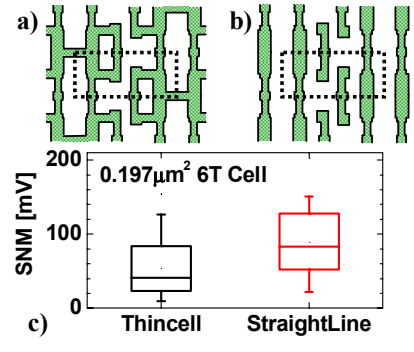 a)
b)
200
0.197μm² 6T Cell
100
0
SNM [mV]
Thincell
StraightLine
c)